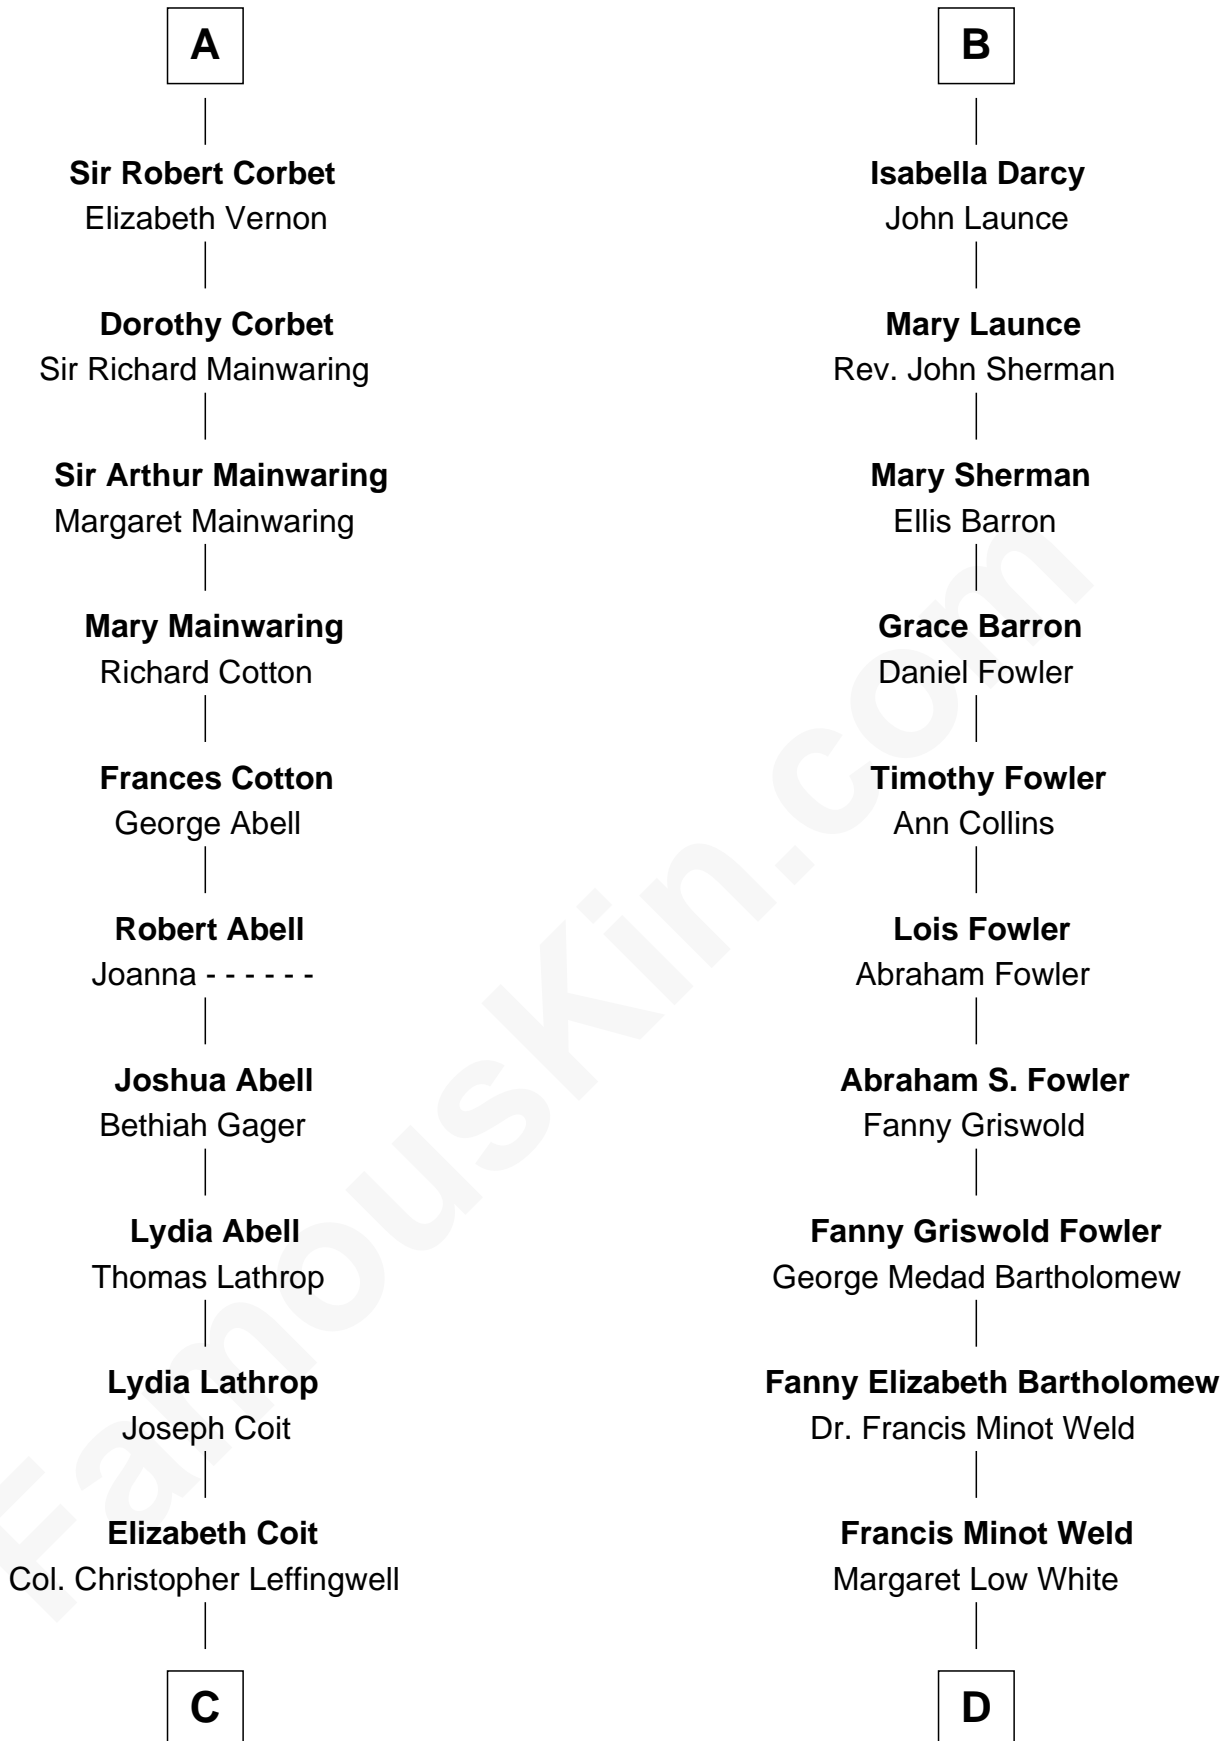 A
Sir Robert Corbet
Elizabeth Vernon
Dorothy Corbet
Sir Richard Mainwaring
Sir Arthur Mainwaring
Margaret Mainwaring
Mary Mainwaring
Richard Cotton
Frances Cotton
George Abell
Robert Abell
Joanna - - - - - -
Joshua Abell
Bethiah Gager
Lydia Abell
Thomas Lathrop
Lydia Lathrop
Joseph Coit
Elizabeth Coit
Col. Christopher Leffingwell
C
B
Isabella Darcy
John Launce
Mary Launce
Rev. John Sherman
Mary Sherman
Ellis Barron
Grace Barron
Daniel Fowler
Timothy Fowler
Ann Collins
Lois Fowler
Abraham Fowler
Abraham S. Fowler
Fanny Griswold
Fanny Griswold Fowler
George Medad Bartholomew
Fanny Elizabeth Bartholomew
Dr. Francis Minot Weld
Francis Minot Weld
Margaret Low White
D
FamousKin.com